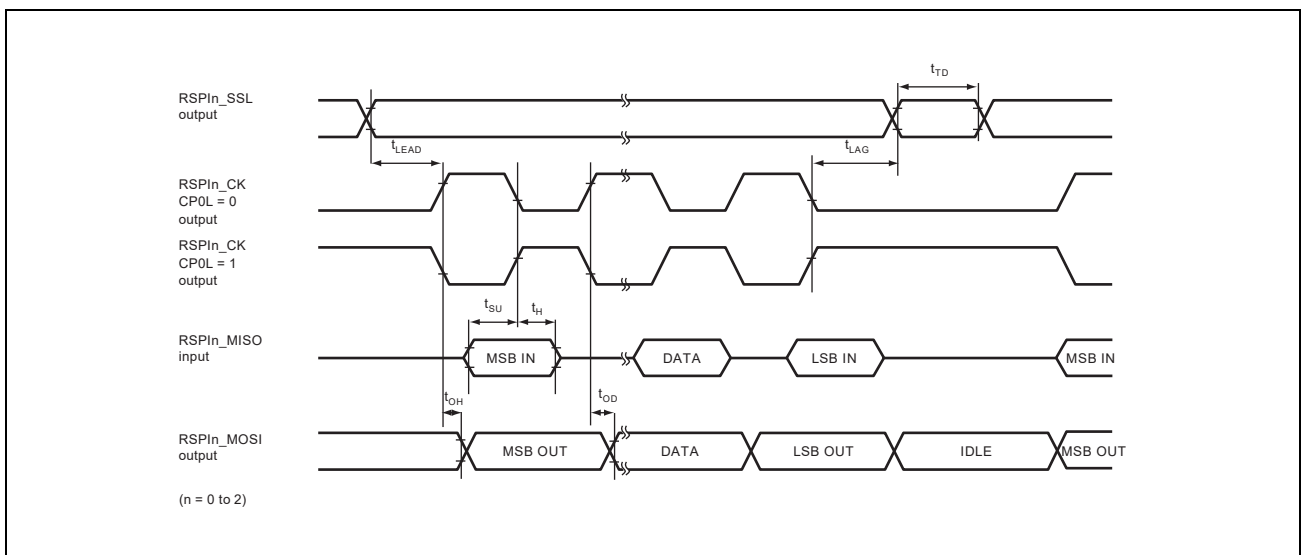 RSPIn_SSL
output
tTD
tLEAD
tLAG
RSPIn_CK
CP0L = 0
output
RSPIn_CK
CP0L = 1
output
tSU
tH
RSPIn_MISO
input
MSB IN
DATA
LSB IN
MSB IN
tOH
tOD
RSPIn_MOSI
output
MSB OUT
DATA
LSB OUT
IDLE
MSB OUT
(n = 0 to 2)